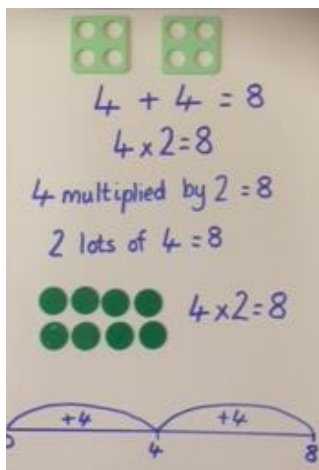 4 + 4 = 8
4 x 2 = 8
4 multiplied by 2 = 8
2 lots of 4 = 8
4 x 2 = 8
+4 +4
0 4 8